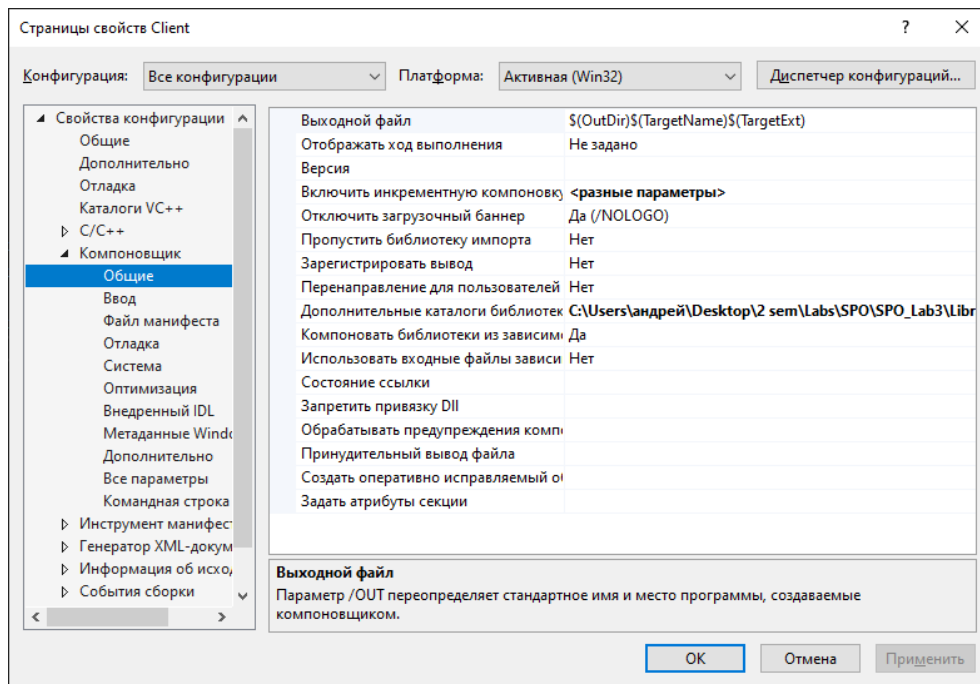 Страницы свойств Client
?
Конфигурация:
Все конфигурации
Платформа:
Активная (Win32)
Диспетчер конфигураций...
Свойства конфигурации
Общие
Дополнительно
Отладка
Каталоги VC++
C/C++
Компоновщик
Общие
Ввод
Файл манифеста
Отладка
Система
Оптимизация
Внедренный IDL
Метаданные Windo
Дополнительно
Все параметры
Командная строка
Инструмент манифест
Генератор XML-докум
Информация об исхо
События сборки
Выходной файл $(OutDir)$(TargetName)$(TargetExt)
Отображать ход выполнения Не задано
Версия
Включить инкрементную компоновку <разные параметры>
Отключить загрузочный баннер Да (/NOLOGO)
Пропустить библиотеку импорта Нет
Зарегистрировать вывод Нет
Перенаправление для пользователей Нет
Дополнительные каталоги библиотек C:\Users\андрей\Desktop\2 sem\Labs\SPO\SPO_Lab3\Libr
Компоновать библиотеки из зависим Да
Использовать входные файлы зависи Нет
Состояние ссылки
Запретить привязку Dll
Обрабатывать предупреждения комп
Принудительный вывод файла
Создать оперативно исправляемый о
Задать атрибуты секции
Выходной файл
Параметр /OUT переопределяет стандартное имя и место программы, создаваемые
компоновщиком.
ОК
Отмена
Применить